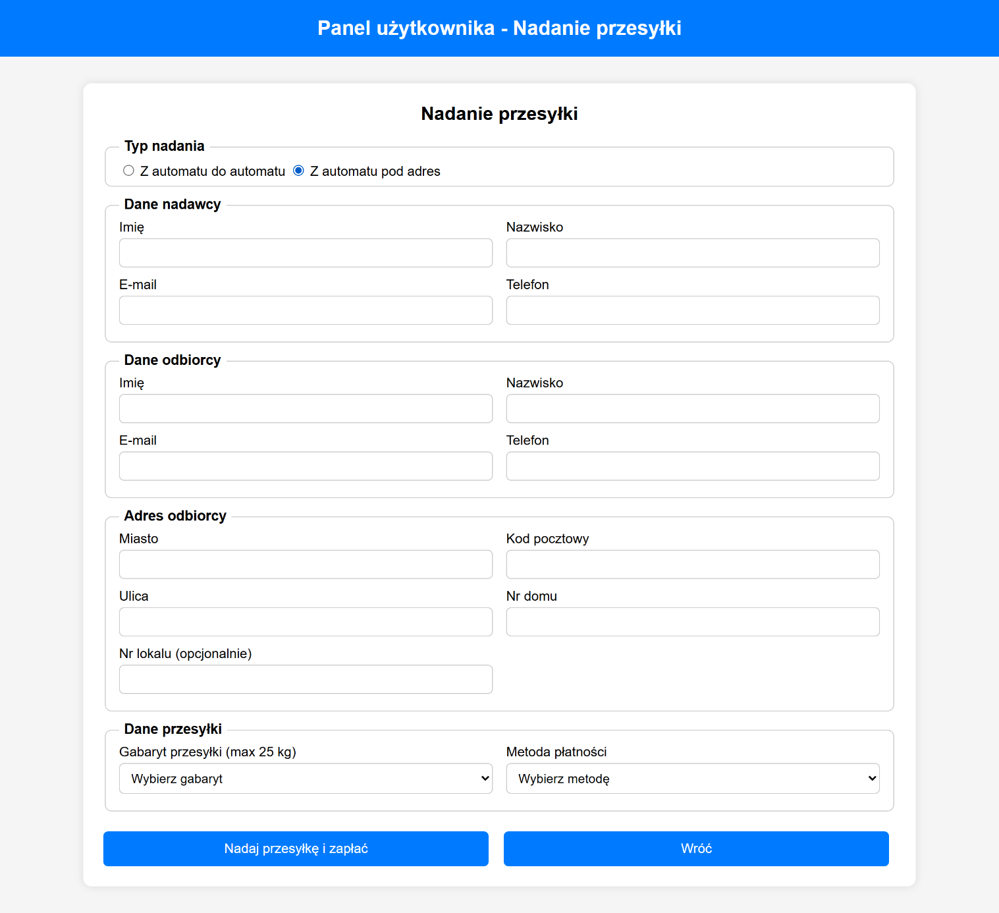 Panel użytkownika - Nadanie przesyłki
Nadanie przesyłki
Typ nadania
Z automatu do automatu Z automatu pod adres
Dane nadawcy
Imię Nazwisko
E-mail Telefon
Dane odbiorcy
Imię Nazwisko
E-mail Telefon
Adres odbiorcy
Miasto Kod pocztowy
Ulica Nr domu
Nr lokalu (opcjonalnie)
Dane przesyłki
Gabaryt przesyłki (max 25 kg) Metoda płatności
Wybierz gabaryt Wybierz metodę
Nadaj przesyłkę i zapłać Wróć